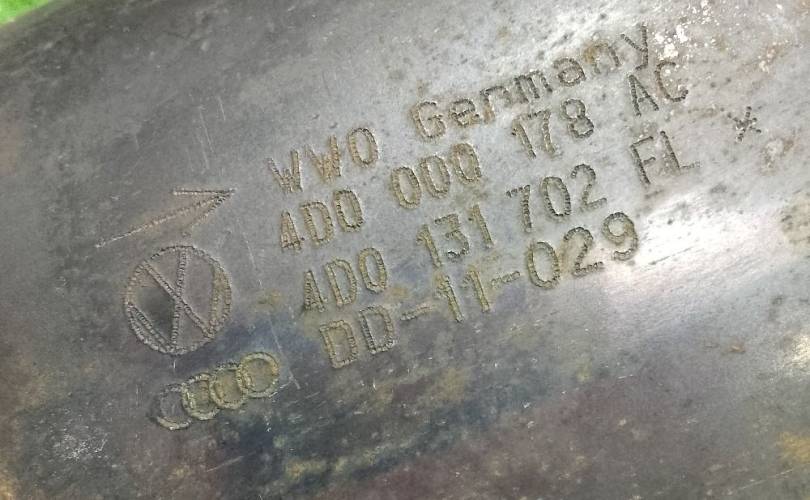 WWO Germany
4D0 000 178 AC
4D0 131 702 FL *
DD-11-029